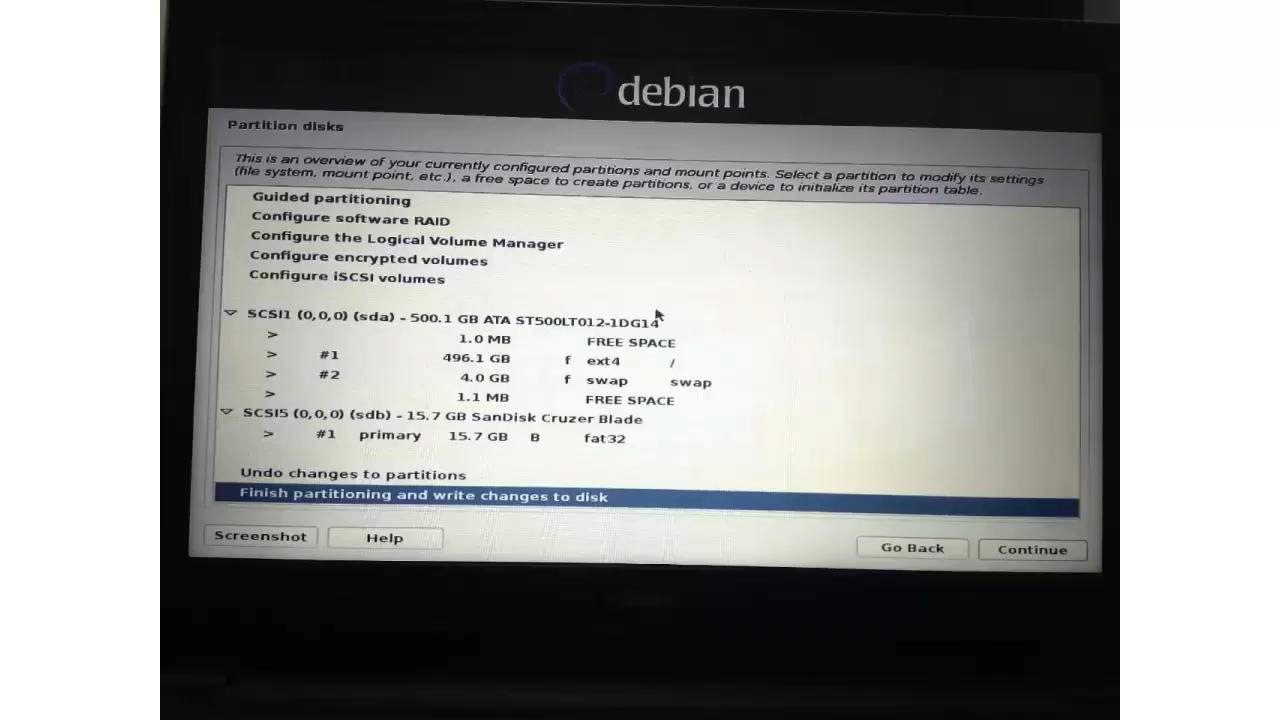 debian
Partition disks
This is an overview of your currently configured partitions and mount points. Select a partition to modify its settings
(file system, mount point, etc.), a free space to create partitions, or a device to initialize its partition table.
Guided partitioning
Configure software RAID
Configure the Logical Volume Manager
Configure encrypted volumes
Configure iSCSI volumes
SCSI1 (0,0,0) (sda) - 500.1 GB ATA ST500LT012-1DG14
> 1.0 MB FREE SPACE
> #1 496.1 GB f ext4 /
> #2 4.0 GB f swap swap
> 1.1 MB FREE SPACE
SCSI5 (0,0,0) (sdb) - 15.7 GB SanDisk Cruzer Blade
> #1 primary 15.7 GB B fat32
Undo changes to partitions
Finish partitioning and write changes to disk
Screenshot Help Go Back Continue